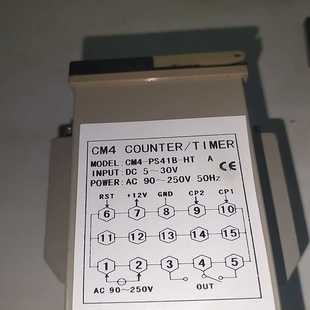 CM4 COUNTER/TIMER
MODEL: CM4-PS41B-HT A
INPUT: DC 5~30V
POWER: AC 90~250V 50Hz
CE
RST +12V GND CP2 CP1
6 7 8 9 10
11 12 13 14 15
1 2 3 4 5
AC 90~250V OUT